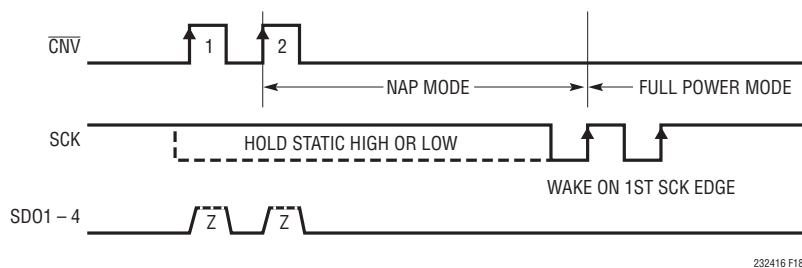 CNV
1
2
NAP MODE
FULL POWER MODE
SCK
HOLD STATIC HIGH OR LOW
WAKE ON 1ST SCK EDGE
SDO1 – 4
Z
Z
232416 F18